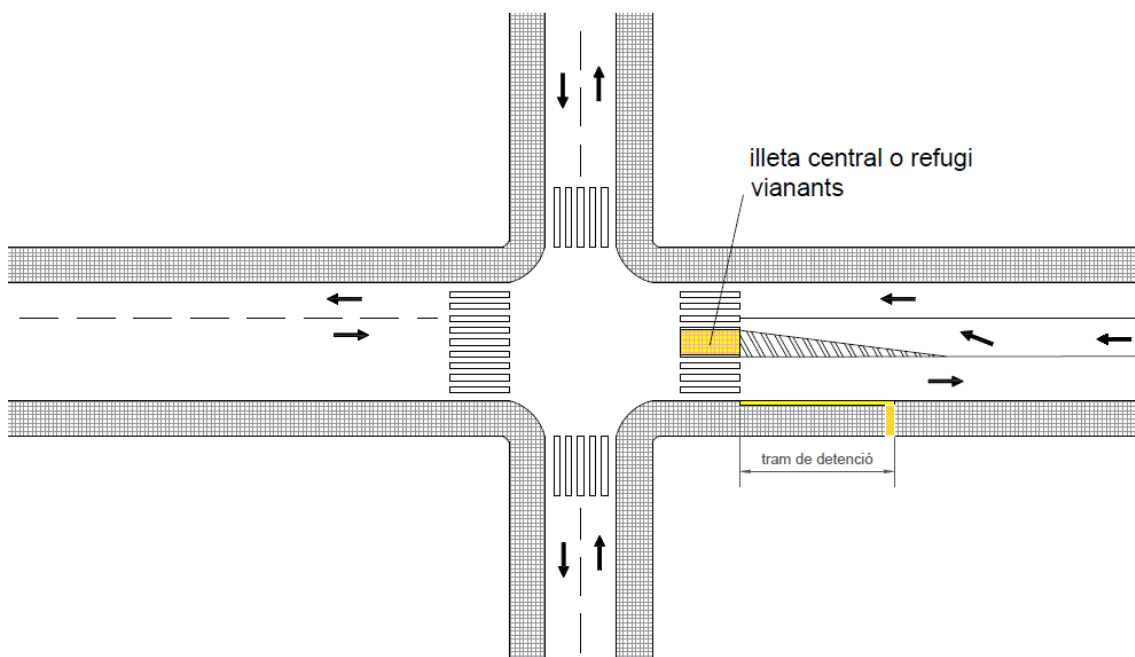 illeta central o refugi
vianants
tram de detenció